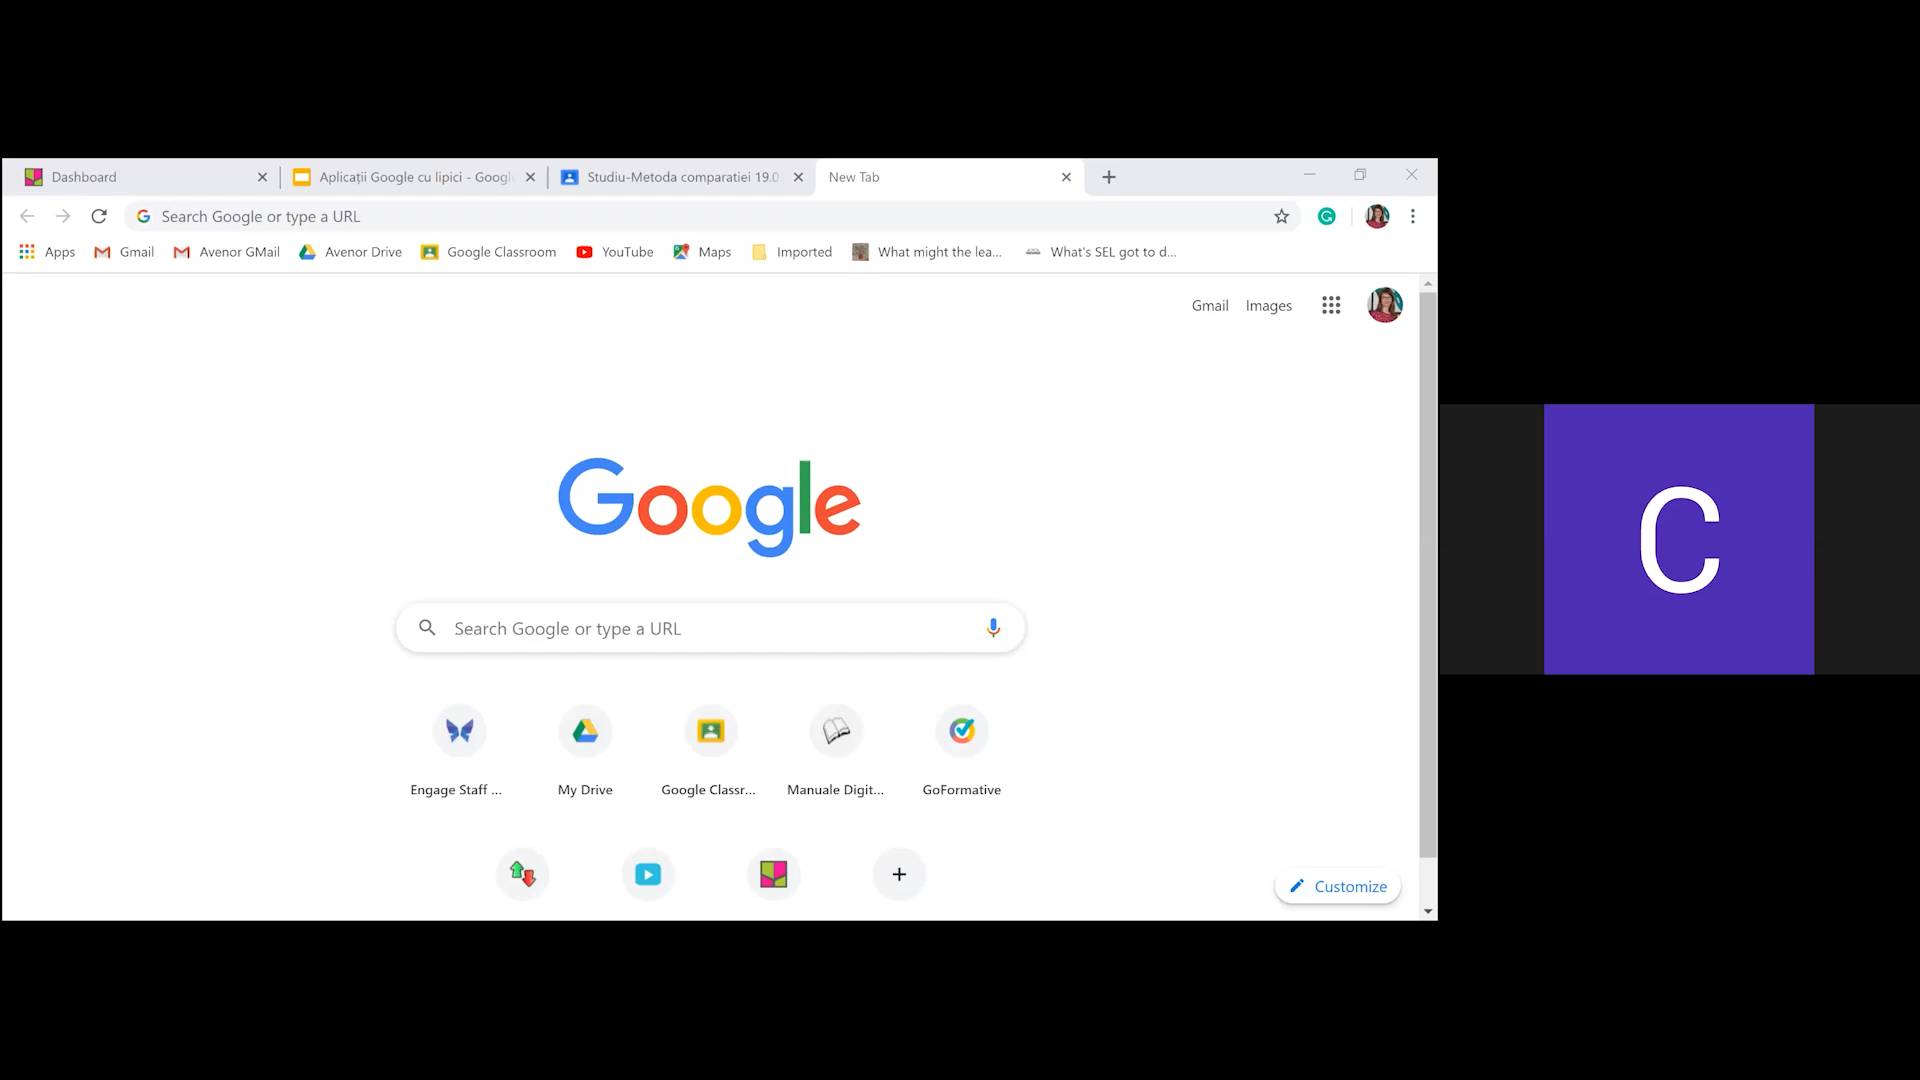 Dashboard
Aplicații Google cu lipici - Googl
Studiu-Metoda comparatiei 19.0
New Tab
Search Google or type a URL
Apps
Gmail
Avenor GMail
Avenor Drive
Google Classroom
YouTube
Maps
Imported
What might the lea...
What's SEL got to d...
Gmail
Images
Google
Search Google or type a URL
Engage Staff ...
My Drive
Google Classr...
Manuale Digit...
GoFormative
Customize
C